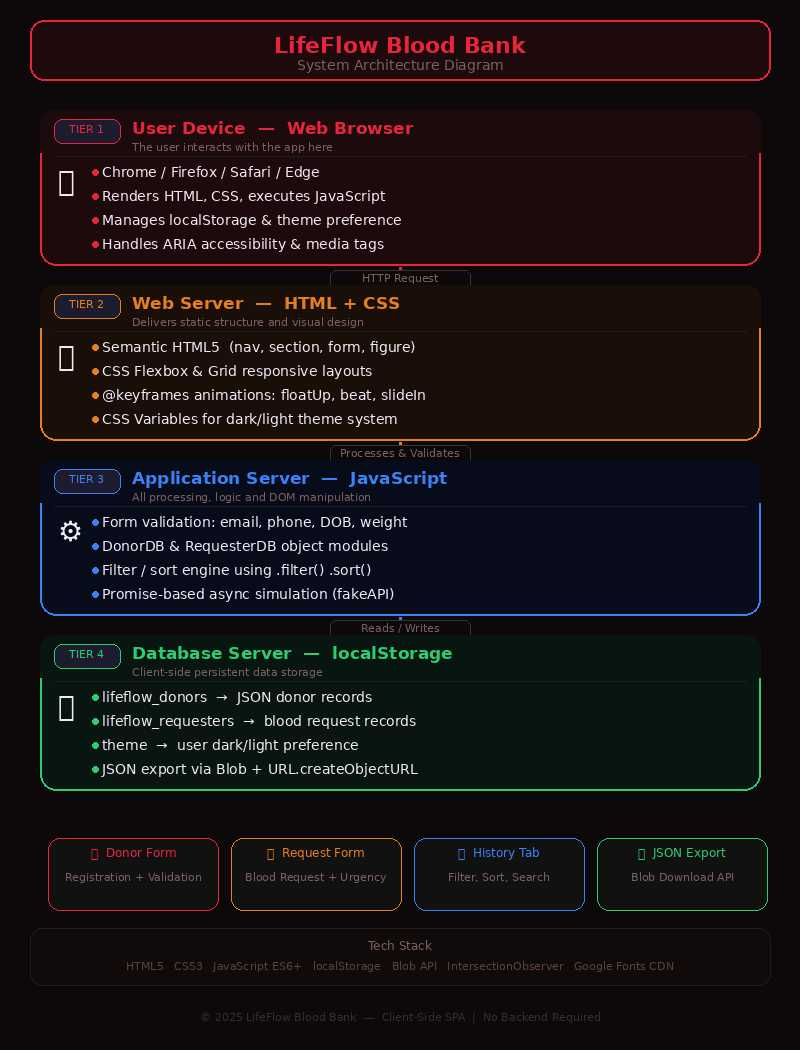 LifeFlow Blood Bank
System Architecture Diagram
TIER 1
User Device — Web Browser
The user interacts with the app here
Chrome / Firefox / Safari / Edge
Renders HTML, CSS, executes JavaScript
Manages localStorage & theme preference
Handles ARIA accessibility & media tags
HTTP Request
TIER 2
Web Server — HTML + CSS
Delivers static structure and visual design
Semantic HTML5 (nav, section, form, figure)
CSS Flexbox & Grid responsive layouts
@keyframes animations: floatUp, beat, slideIn
CSS Variables for dark/light theme system
Processes & Validates
TIER 3
Application Server — JavaScript
All processing, logic and DOM manipulation
Form validation: email, phone, DOB, weight
DonorDB & RequesterDB object modules
Filter / sort engine using .filter() .sort()
Promise-based async simulation (fakeAPI)
Reads / Writes
TIER 4
Database Server — localStorage
Client-side persistent data storage
lifeflow_donors → JSON donor records
lifeflow_requesters → blood request records
theme → user dark/light preference
JSON export via Blob + URL.createObjectURL
Donor Form
Registration + Validation
Request Form
Blood Request + Urgency
History Tab
Filter, Sort, Search
JSON Export
Blob Download API
Tech Stack
HTML5 CSS3 JavaScript ES6+ localStorage Blob API IntersectionObserver Google Fonts CDN
© 2025 LifeFlow Blood Bank — Client-Side SPA | No Backend Required